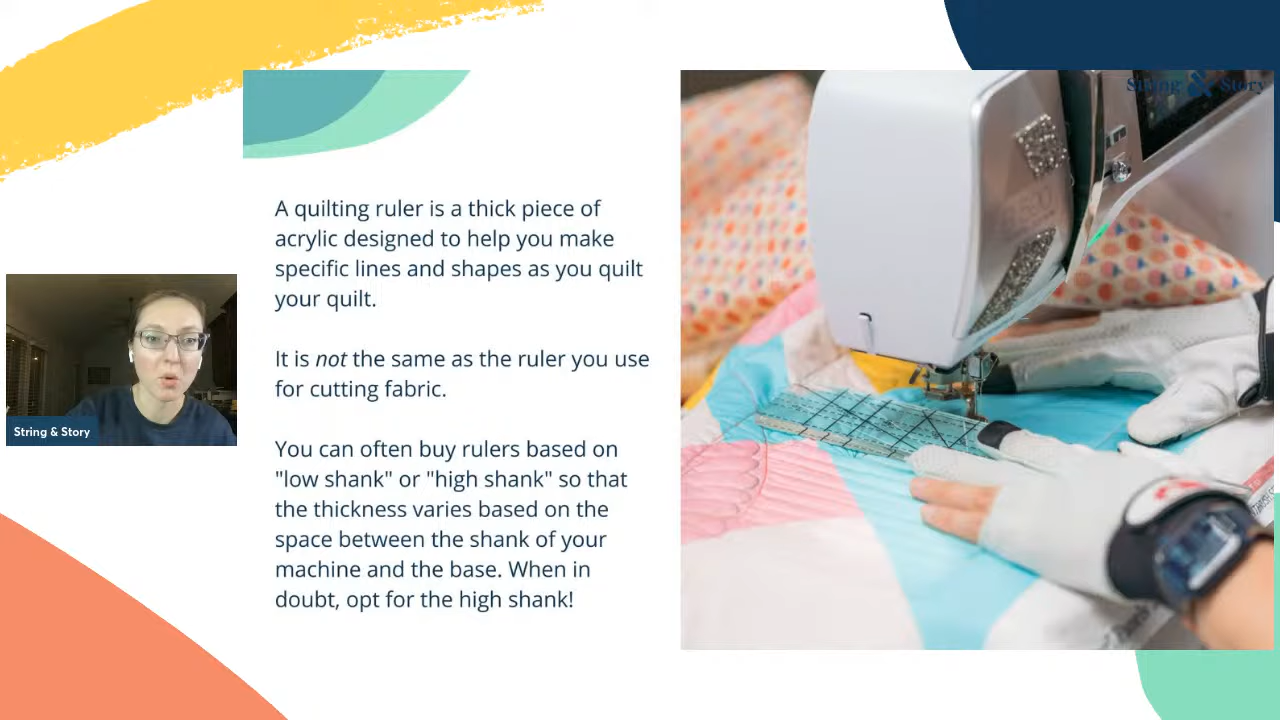 String & Story
A quilting ruler is a thick piece of
acrylic designed to help you make
specific lines and shapes as you quilt
your quilt.
It is not the same as the ruler you use
for cutting fabric.
You can often buy rulers based on
"low shank" or "high shank" so that
the thickness varies based on the
space between the shank of your
machine and the base. When in
doubt, opt for the high shank!
String & Story